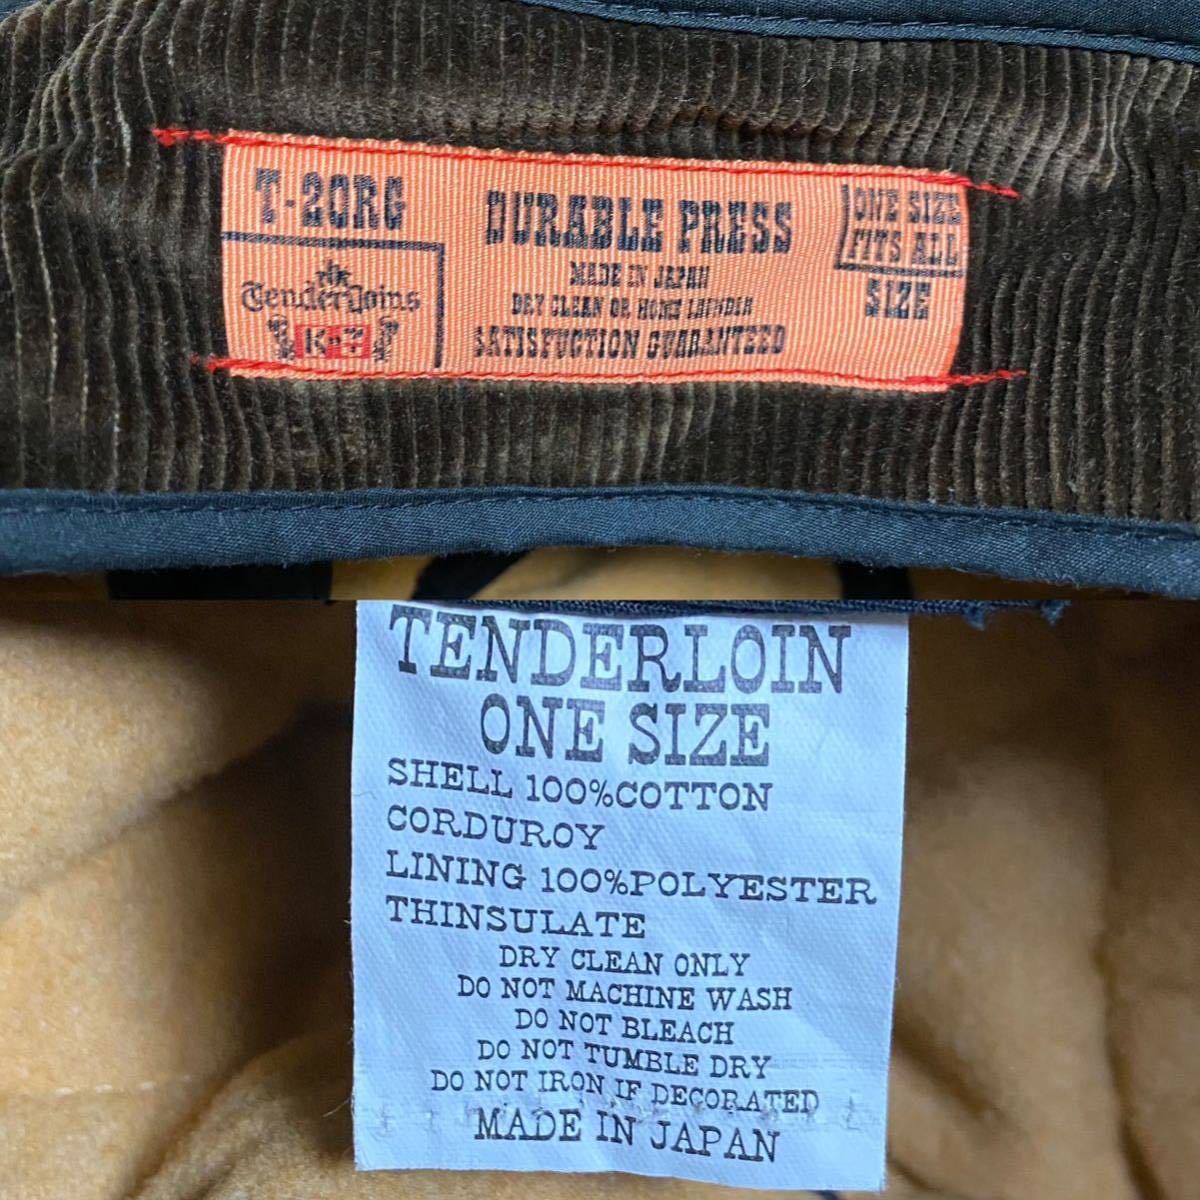 T-20RG
TenderLoins
K・T
DURABLE PRESS
MADE IN JAPAN
DRY CLEAN OR HOME LAUNDER
SATISFUCTION GUARANTEED
ONE SIZE
FITS ALL
SIZE
TENDERLOIN
ONE SIZE
SHELL 100%COTTON
CORDUROY
LINING 100%POLYESTER
THINSULATE
DRY CLEAN ONLY
DO NOT MACHINE WASH
DO NOT BLEACH
DO NOT TUMBLE DRY
DO NOT IRON IF DECORATED
MADE IN JAPAN